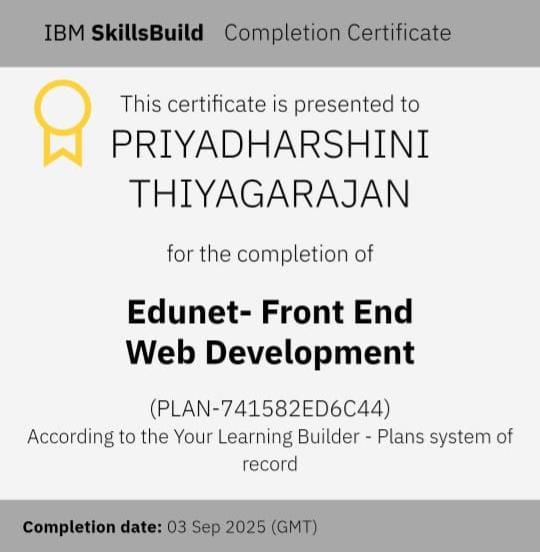 IBM SkillsBuild Completion Certificate
This certificate is presented to
PRIYADHARSHINI
THIYAGARAJAN
for the completion of
Edunet- Front End
Web Development
(PLAN-741582ED6C44)
According to the Your Learning Builder - Plans system of
record
Completion date: 03 Sep 2025 (GMT)